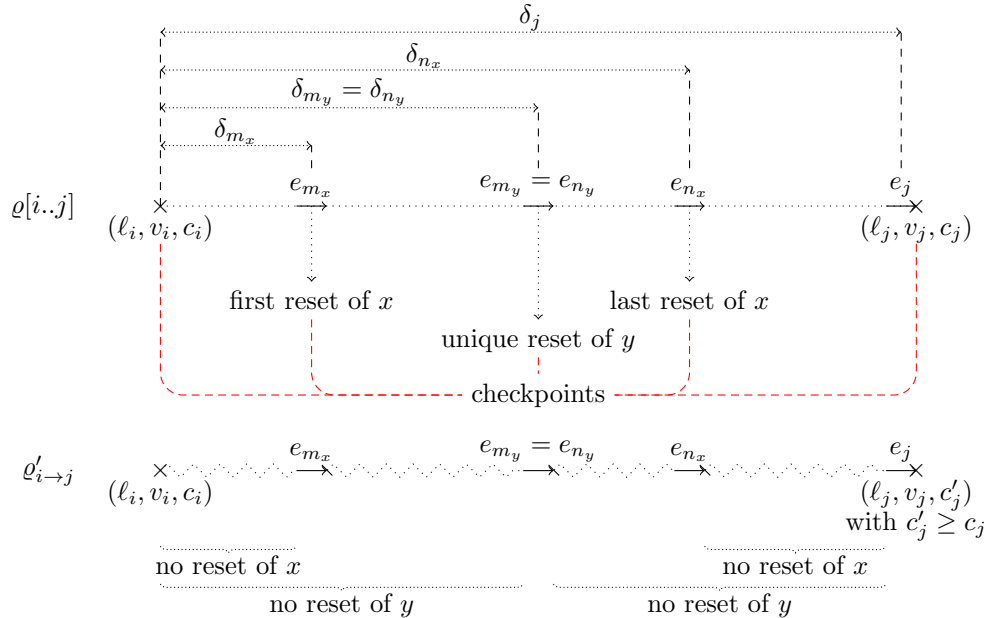 δ_j
δ_{n_x}
δ_{m_y} = δ_{n_y}
δ_{m_x}
e_{m_x} e_{m_y} = e_{n_y} e_{n_x} e_j
ϱ[i..j]
(ℓ_i, v_i, c_i) (ℓ_j, v_j, c_j)
first reset of x last reset of x
unique reset of y
checkpoints
e_{m_x} e_{m_y} = e_{n_y} e_{n_x} e_j
ϱ′_{i→j}
(ℓ_i, v_i, c_i) (ℓ_j, v_j, c′_j)
with c′_j ≥ c_j
no reset of x no reset of x
no reset of y no reset of y